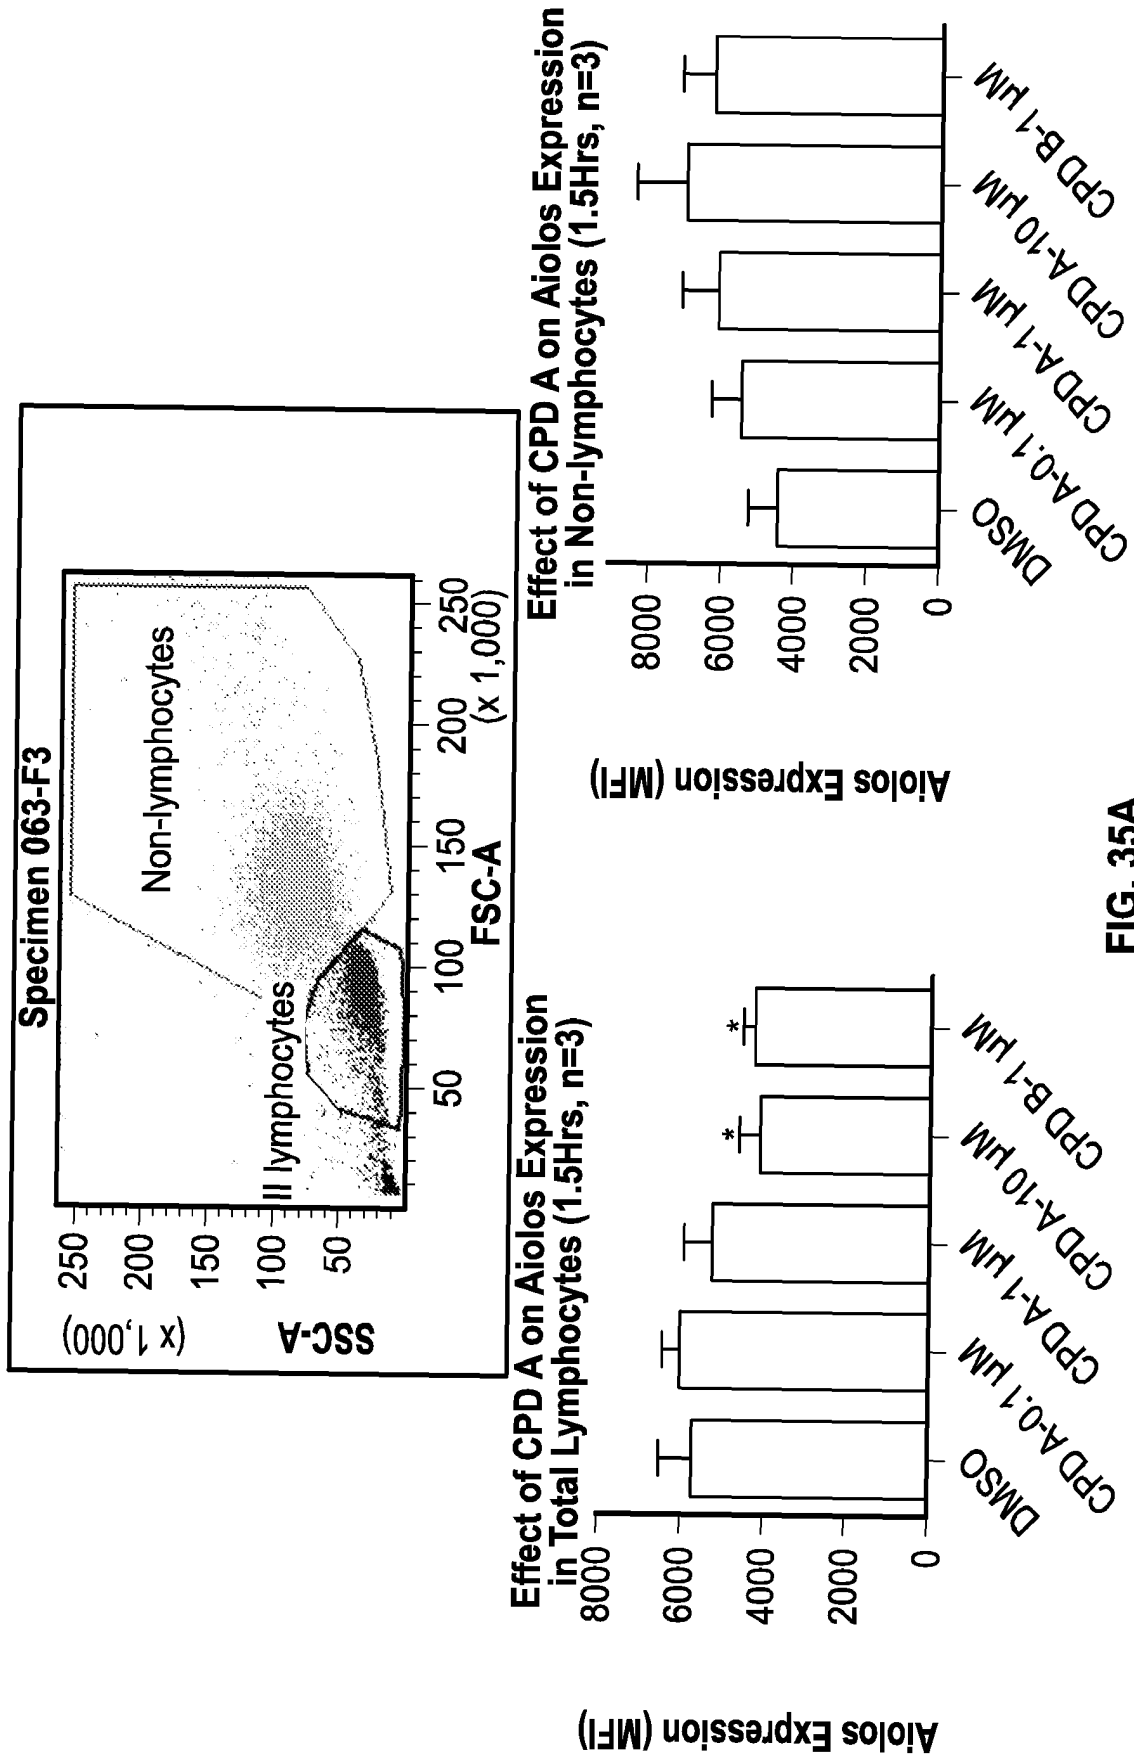 Specimen 063-F3
SSC-A
(x 1,000)
250
200
150
100
50
Non-lymphocytes
II lymphocytes
50
100
150
200
250
(x 1,000)
FSC-A
Effect of CPD A on Aiolos Expression
in Total Lymphocytes (1.5Hrs, n=3)
Aiolos Expression (MFI)
8000
6000
4000
2000
0
*
*
DMSO
CPD A-0.1 µM
CPD A-1 µM
CPD A-10 µM
CPD B-1 µM
Effect of CPD A on Aiolos Expression
in Non-lymphocytes (1.5Hrs, n=3)
Aiolos Expression (MFI)
8000
6000
4000
2000
0
DMSO
CPD A-0.1 µM
CPD A-1 µM
CPD A-10 µM
CPD B-1 µM
FIG. 35A